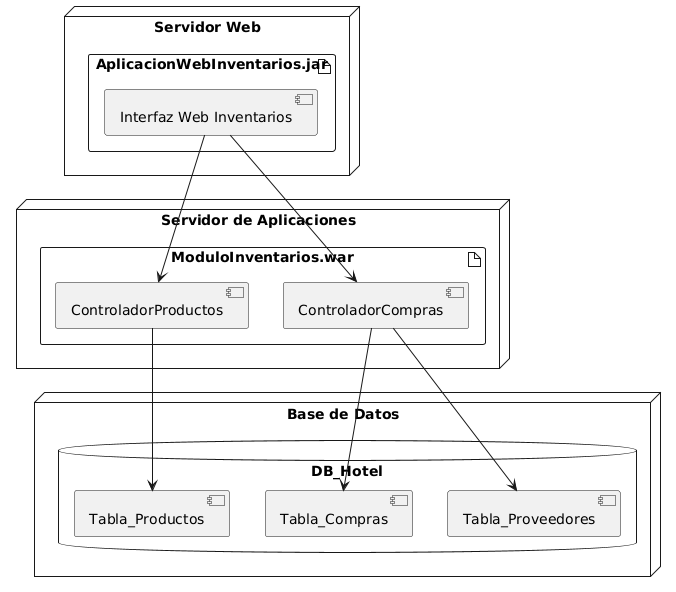 Servidor Web
AplicacionWebInventarios.jar
Interfaz Web Inventarios
Servidor de Aplicaciones
ModuloInventarios.war
ControladorProductos
ControladorCompras
Base de Datos
DB_Hotel
Tabla_Productos
Tabla_Compras
Tabla_Proveedores